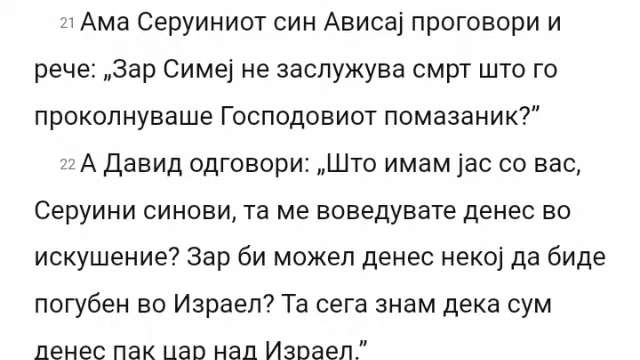 21 Ама Серуиниот син Ависај проговори и
рече: „Зар Симеј не заслужува смрт што го
проколнуваше Господовиот помазаник?”
22 А Давид одговори: „Што имам јас со вас,
Серуини синови, та ме воведувате денес во
искушение? Зар би можел денес некој да биде
погубен во Израел? Та сега знам дека сум
денес пак цар над Израел.”